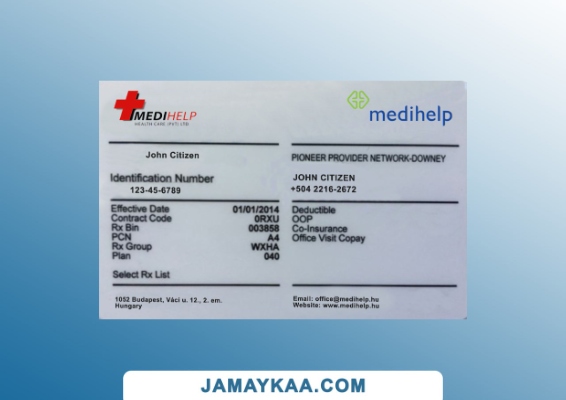 MEDIHELP
HEALTH CARE (PVT) LTD
medihelp
John Citizen
PIONEER PROVIDER NETWORK-DOWNEY
Identification Number
123-45-6789
JOHN CITIZEN
+504 2216-2672
Effective Date 01/01/2014
Contract Code 0RXU
Rx Bin 003858
PCN A4
Rx Group WXHA
Plan 040
Select Rx List
Deductible
OOP
Co-Insurance
Office Visit Copay
1052 Budapest, Váci u. 12., 2. em.
Hungary
Email: office@medihelp.hu
Website: www.medihelp.hu
JAMAYKAA.COM